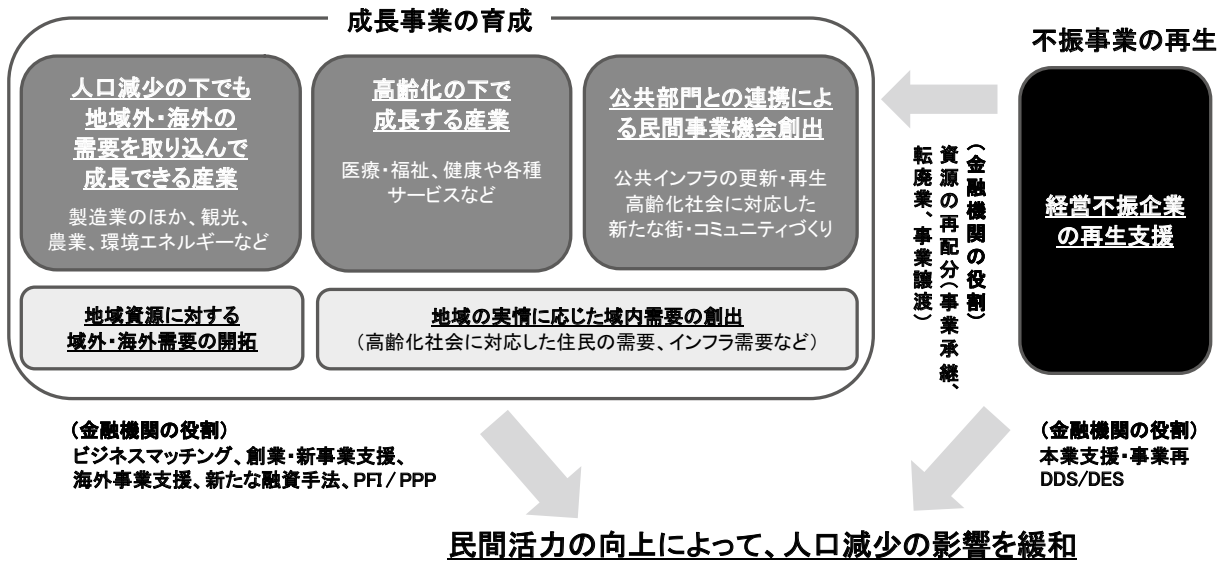 成長事業の育成
人口減少の下でも
地域外・海外の
需要を取り込んで
成長できる産業
製造業のほか、観光、
農業、環境エネルギーなど
高齢化の下で
成長する産業
医療・福祉、健康や各種
サービスなど
公共部門との連携によ
る民間事業機会創出
公共インフラの更新・再生
高齢化社会に対応した
新たな街・コミュニティづくり
地域資源に対する
域外・海外需要の開拓
地域の実情に応じた域内需要の創出
（高齢化社会に対応した住民の需要、インフラ需要など）
（金融機関の役割）
資源の再配分（事業承継、
転廃業、事業譲渡）
不振事業の再生
経営不振企業
の再生支援
（金融機関の役割）
ビジネスマッチング、創業・新事業支援、
海外事業支援、新たな融資手法、PFI／PPP
（金融機関の役割）
本業支援・事業再
DDS/DES
民間活力の向上によって、人口減少の影響を緩和